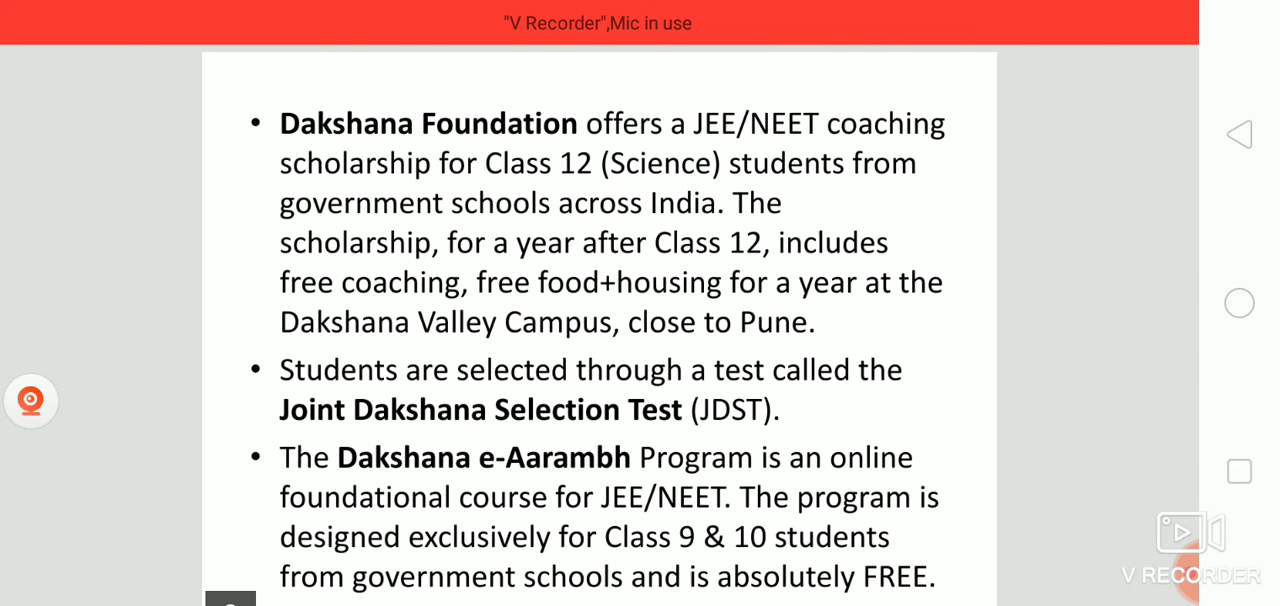 "V Recorder",Mic in use
• Dakshana Foundation offers a JEE/NEET coaching
scholarship for Class 12 (Science) students from
government schools across India. The
scholarship, for a year after Class 12, includes
free coaching, free food+housing for a year at the
Dakshana Valley Campus, close to Pune.
• Students are selected through a test called the
Joint Dakshana Selection Test (JDST).
• The Dakshana e-Aarambh Program is an online
foundational course for JEE/NEET. The program is
designed exclusively for Class 9 & 10 students
from government schools and is absolutely FREE.
V RECORDER